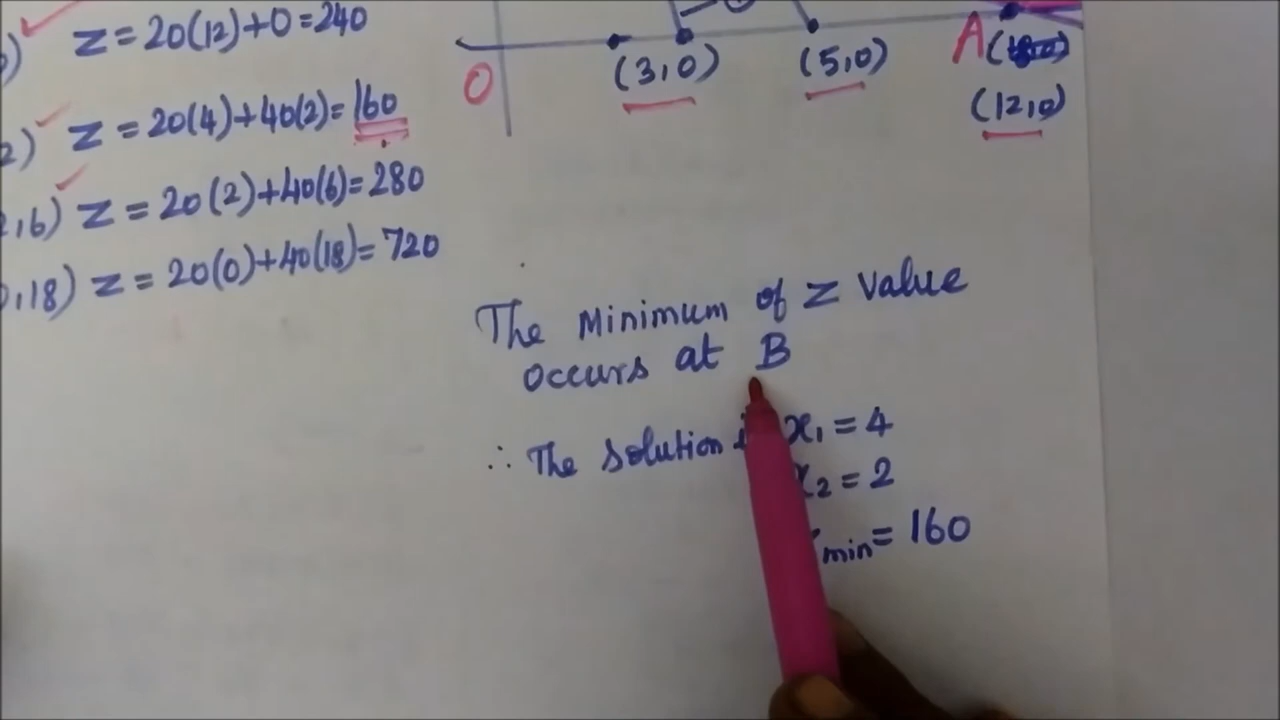 ) z = 20(12)+0 = 240
2) z = 20(4)+40(2) = 160
,6) z = 20(2)+40(6) = 280
,18) z = 20(0)+40(18) = 720
O
(3,0)
(5,0)
A
(12,0)
The Minimum of z value
occurs at B
∴ The solution x₁ = 4
x₂ = 2
min = 160